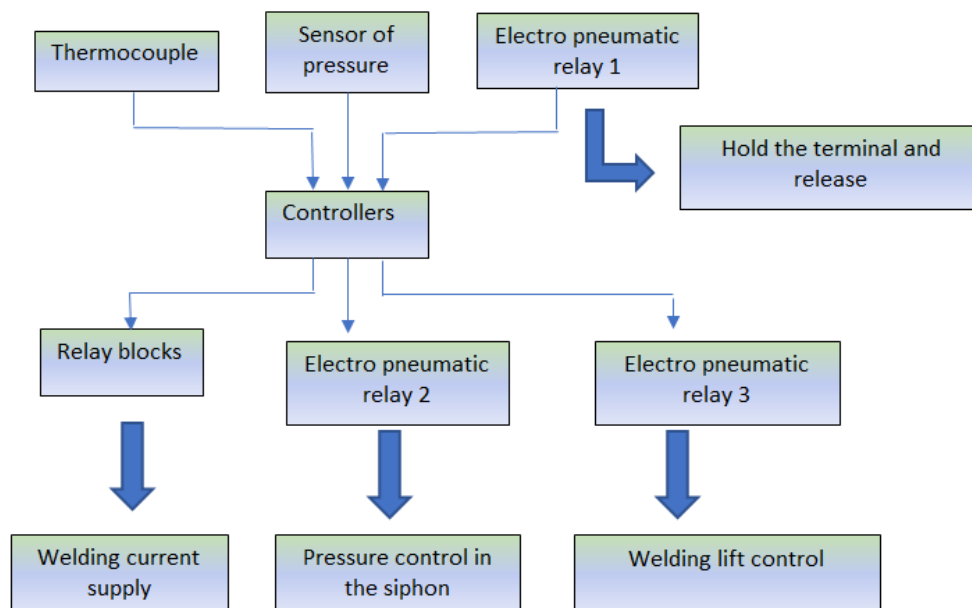 Thermocouple
Sensor of
pressure
Electro pneumatic
relay 1
Hold the terminal and
release
Controllers
Relay blocks
Electro pneumatic
relay 2
Electro pneumatic
relay 3
Welding current
supply
Pressure control in
the siphon
Welding lift control